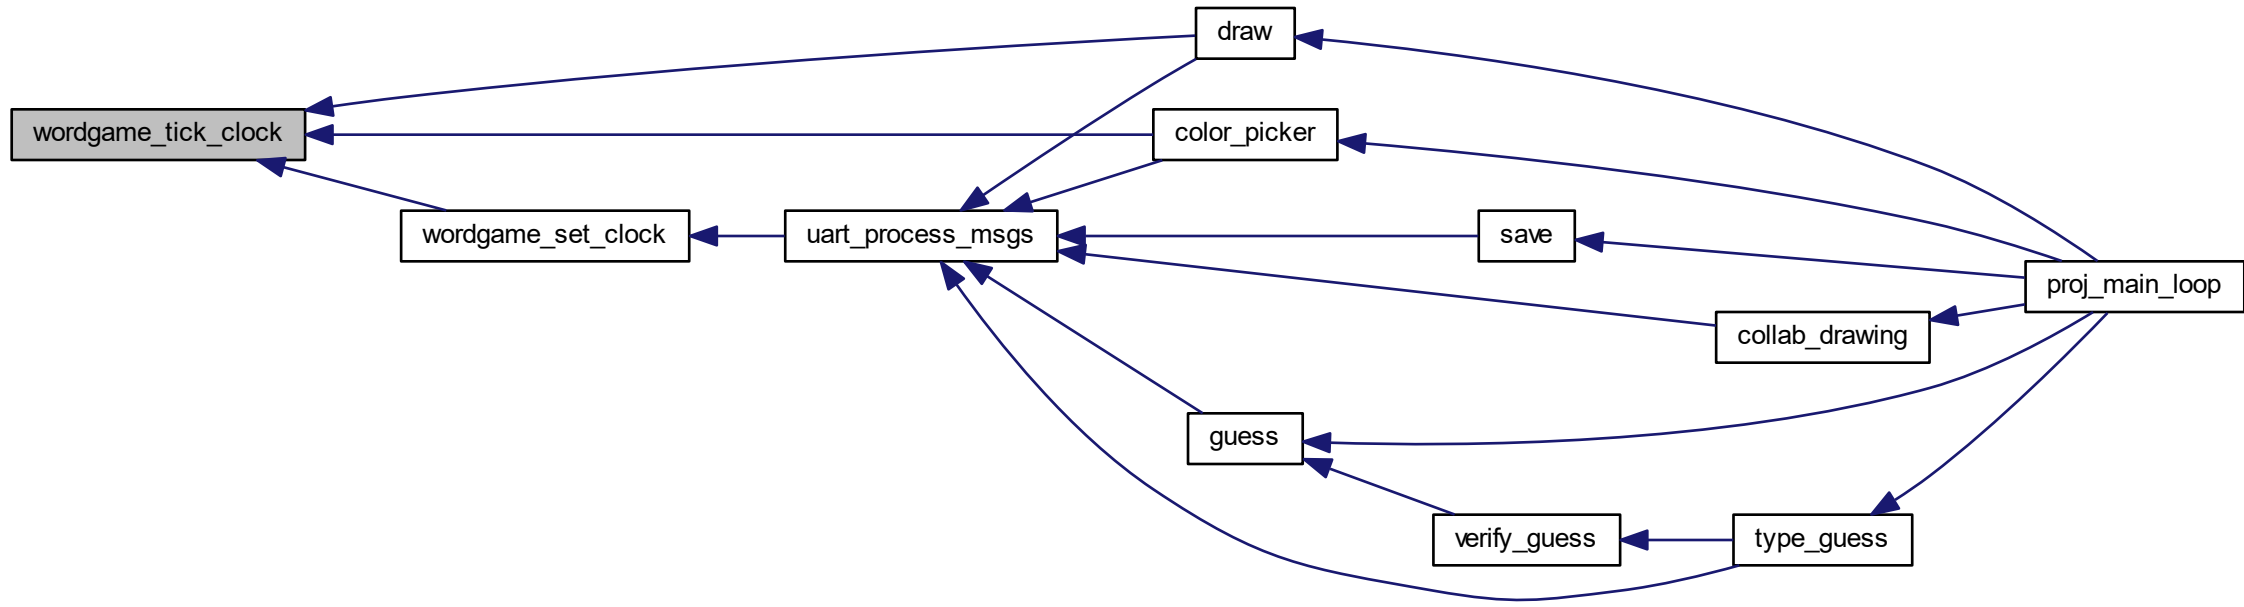 draw
wordgame_tick_clock
color_picker
wordgame_set_clock
uart_process_msgs
save
proj_main_loop
collab_drawing
guess
verify_guess
type_guess